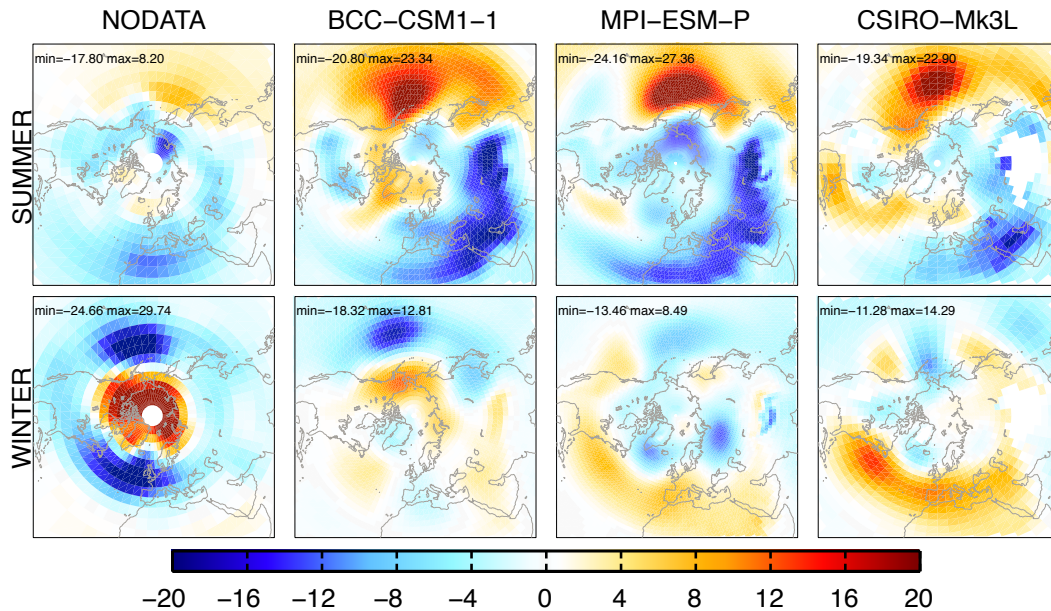 NODATA BCC−CSM1−1 MPI−ESM−P CSIRO−Mk3L
SUMMER
min=−17.80 max=8.20 min=−20.80 max=23.34 min=−24.16 max=27.36 min=−19.34 max=22.90
WINTER
min=−24.66 max=29.74 min=−18.32 max=12.81 min=−13.46 max=8.49 min=−11.28 max=14.29
−20 −16 −12 −8 −4 0 4 8 12 16 20